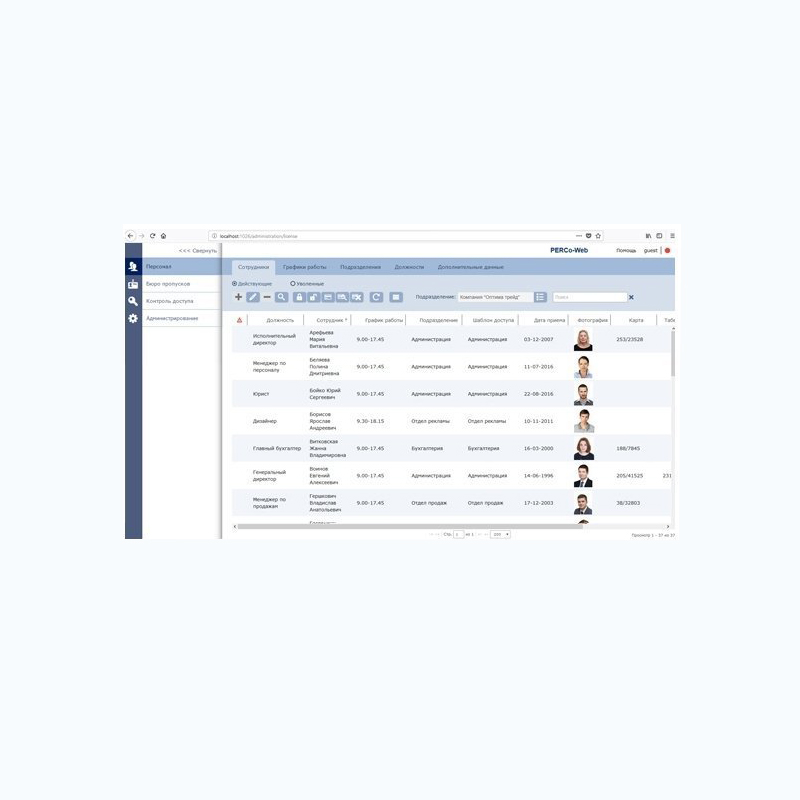 <<< Свернуть
PERCo-Web
Помощь
guest
Персонал
Бюро пропусков
Контроль доступа
Администрирование
Сотрудники Графики работы Подразделение Должности Дополнительные данные
Действующие Уволенные
Подразделение: Компания "Оптима трейд" Поиск
Должность Сотрудник График работы Подразделение Шаблон доступа Дата приема Фотография Карта Табе
Исполнительный директор Арефьева Мария Витальевна 9.00-17.45 Администрация Администрация 03-12-2007 253/23528
Менеджер по персоналу Беляева Полина Дмитриевна 9.00-17.45 Администрация Администрация 11-07-2016
Юрист Бойко Юрий Сергеевич 9.00-17.45 Администрация Администрация 22-08-2016
Дизайнер Борисов Ярослав Андреевич 9.30-18.15 Отдел рекламы Отдел рекламы 10-11-2011
Главный бухгалтер Витковская Жанна Владимировна 9.00-17.45 Бухгалтерия Бухгалтерия 16-03-2000 188/7845
Генеральный директор Воинов Евгений Алексеевич 9.00-17.45 Администрация Администрация 14-06-1996 205/41525 231
Менеджер по продажам Гершкович Владислав Анатольевич 9.00-17.45 Отдел продаж Отдел продаж 17-12-2003 38/32803
Стр. из 1 100
Просмотр 1 - 37 из 37